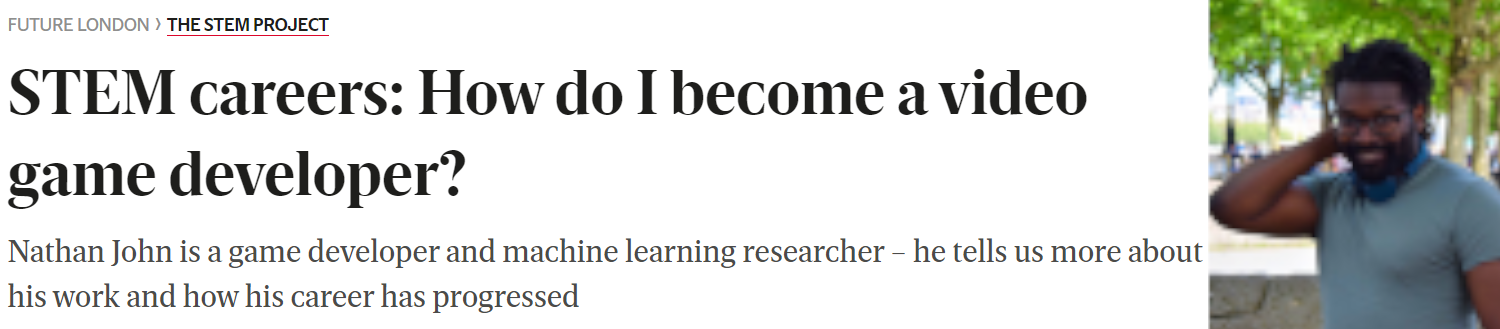 FUTURE LONDON › THE STEM PROJECT
STEM careers: How do I become a video
game developer?
Nathan John is a game developer and machine learning researcher – he tells us more about
his work and how his career has progressed